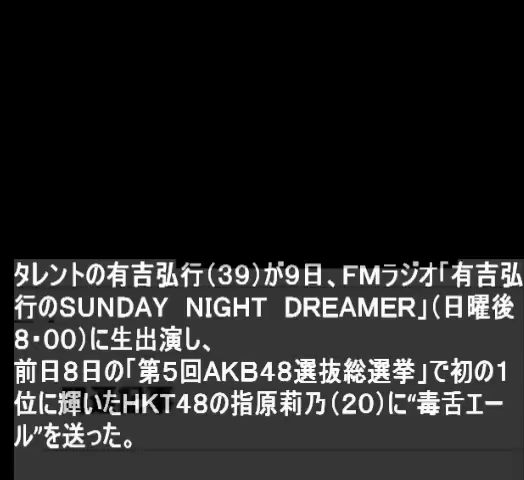 タレントの有吉弘行（39）が9日、FMラジオ「有吉弘
行のSUNDAY　NIGHT　DREAMER」（日曜後
8・00）に生出演し、
前日8日の「第5回AKB48選抜総選挙」で初の1
位に輝いたHKT48の指原莉乃（20）に“毒舌エー
ル”を送った。